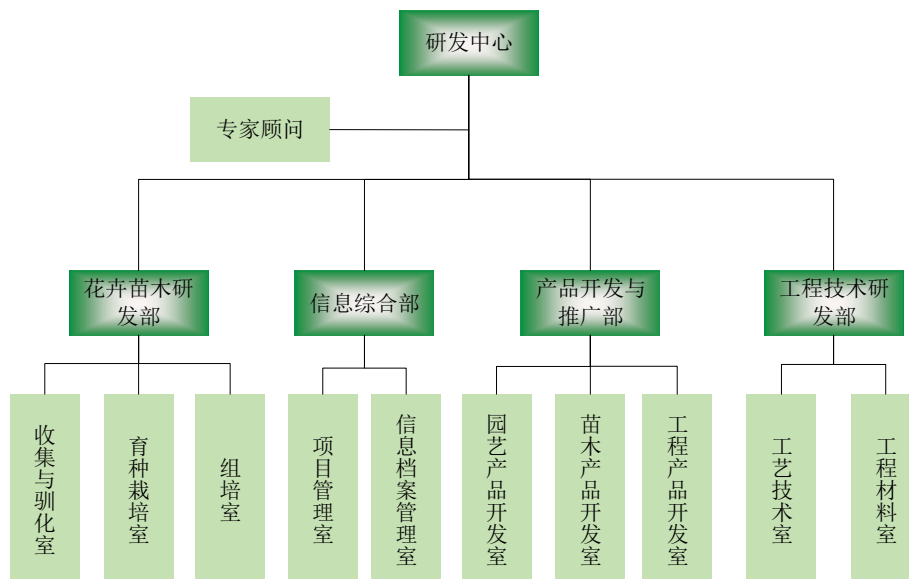 研发中心
专家顾问
花卉苗木研
发部
信息综合部
产品开发与
推广部
工程技术研
发部
收集与驯化室
育种栽培室
组培室
项目管理室
信息档案管理室
园艺产品开发室
苗木产品开发室
工程产品开发室
工艺技术室
工程材料室